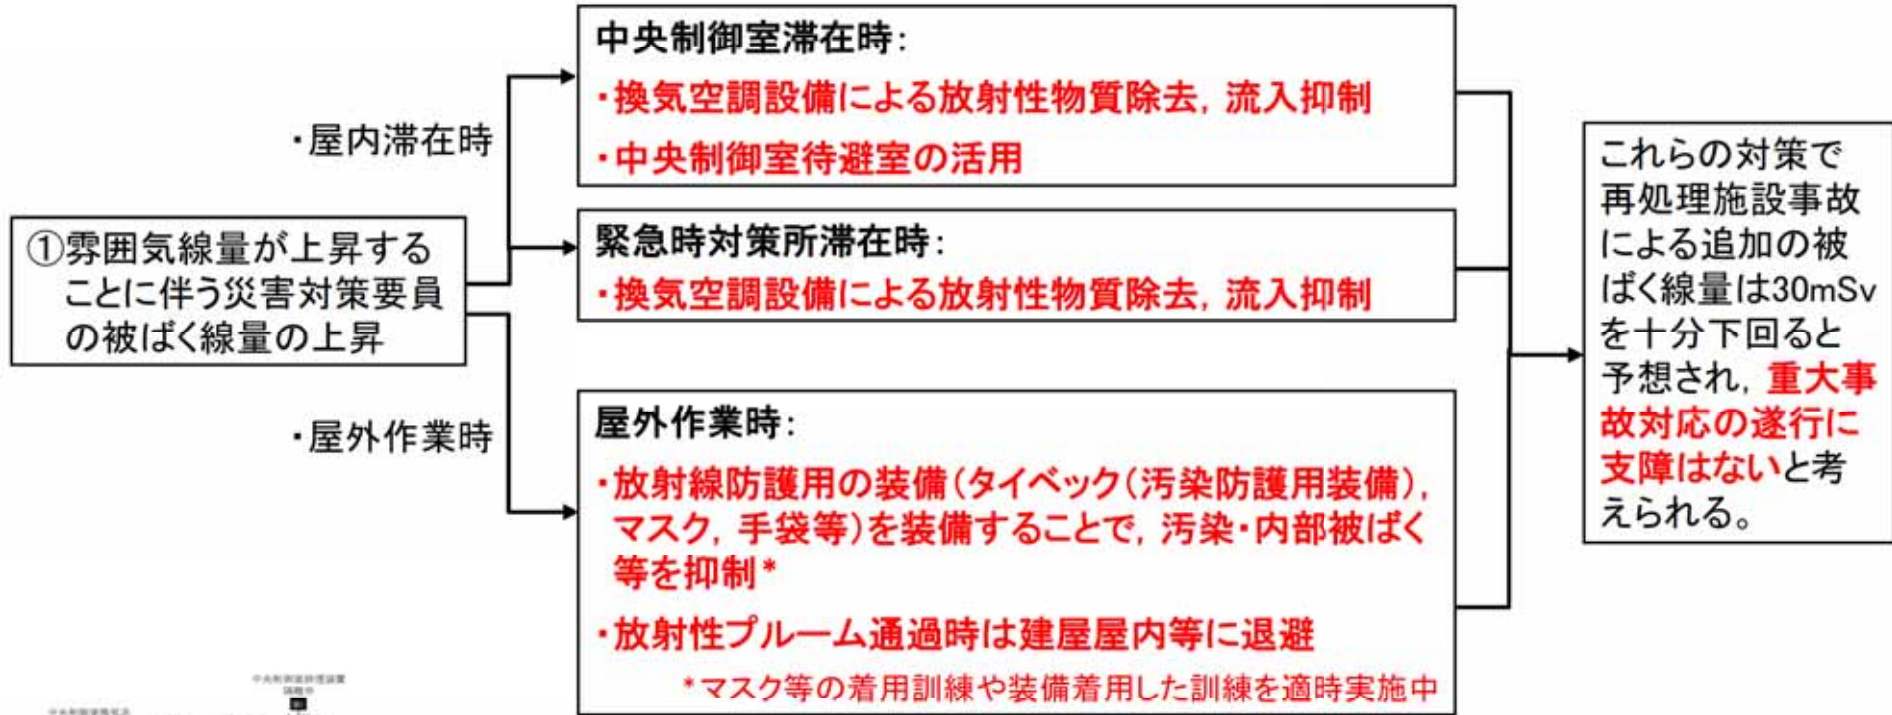 ①雰囲気線量が上昇する
ことに伴う災害対策要員
の被ばく線量の上昇
・屋内滞在時
・屋外作業時
中央制御室滞在時：
・換気空調設備による放射性物質除去，流入抑制
・中央制御室待避室の活用
緊急時対策所滞在時：
・換気空調設備による放射性物質除去，流入抑制
屋外作業時：
・放射線防護用の装備（タイベック（汚染防護用装備），
マスク，手袋等）を装備することで，汚染・内部被ばく
等を抑制*
・放射性プルーム通過時は建屋屋内等に退避
*マスク等の着用訓練や装備着用した訓練を適時実施中
これらの対策で
再処理施設事故
による追加の被
ばく線量は30mSv
を十分下回ると
予想され，重大事
故対応の遂行に
支障はないと考
えられる。